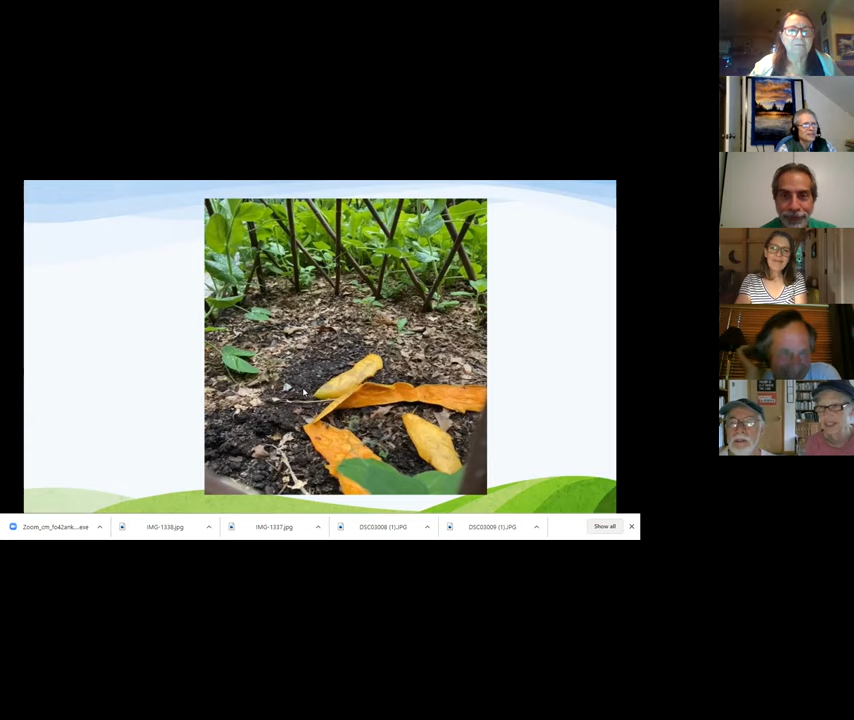 Zoom_cm_fo42ank....exe
IMG-1338.jpg
IMG-1337.jpg
DSC03008 (1).JPG
DSC03009 (1).JPG
Show all